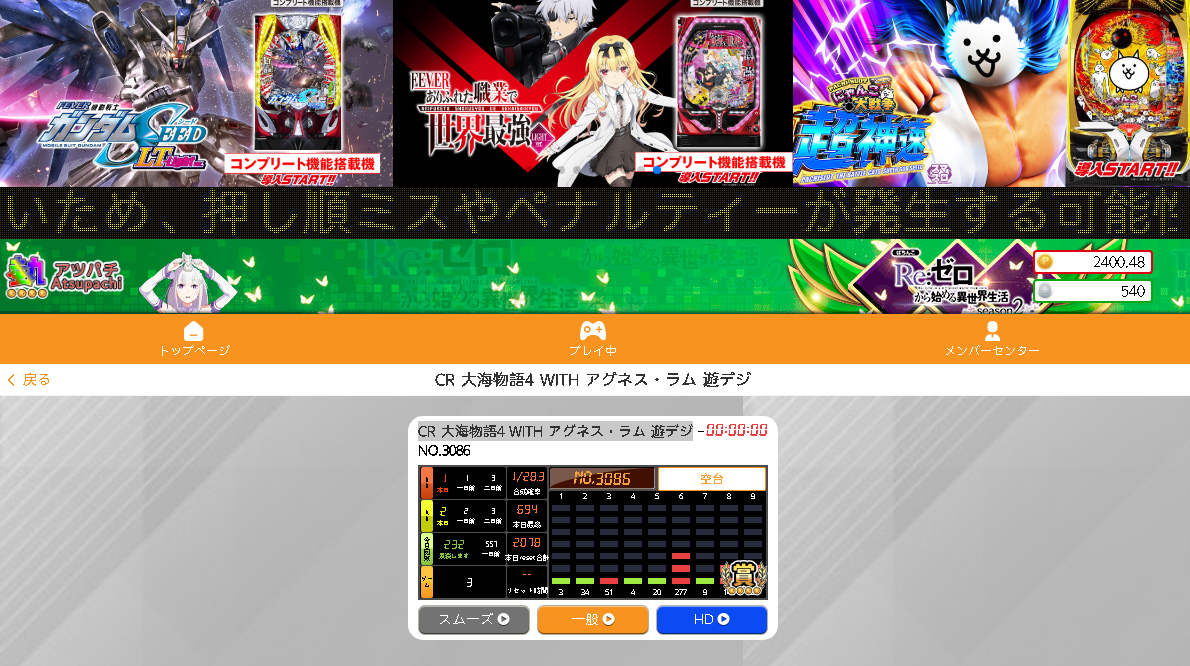 コンプリート機能搭載機
FEVER 機動戦士
ガンダムSEED
MOBILE SUIT GUNDAM
LT Light ver.
コンプリート機能搭載機
導入START!!
コンプリート機能搭載機
FEVER
ありふれた職業で
世界最強
LIGHT ver.
コンプリート機能搭載機
導入START!!
にゃんこ大戦争
超神速
導入START!!
いため、押し順ミスやペナルティーが発生する可能性
アツパチ
Atsupachi
Re:ゼロ
から始める異世界生活
season2
P 2400.48
540
トップページ
プレイ中
メンバーセンター
戻る
CR 大海物語4 WITH アグネス・ラム 遊デジ
CR 大海物語4 WITH アグネス・ラム 遊デジ - 00:00:00
NO.3086
1 1 3 1/28.3
本日 一日前 二日前 合成確率
2 2 3 694
本日 一日前 二日前 本日最終
232 557 2078
一日前 本日reset合計
3 --
リセット時間
NO.3086 空台
1 2 3 4 5 6 7 8 9
3 34 51 4 20 277 9
賞
スムーズ
一般
HD